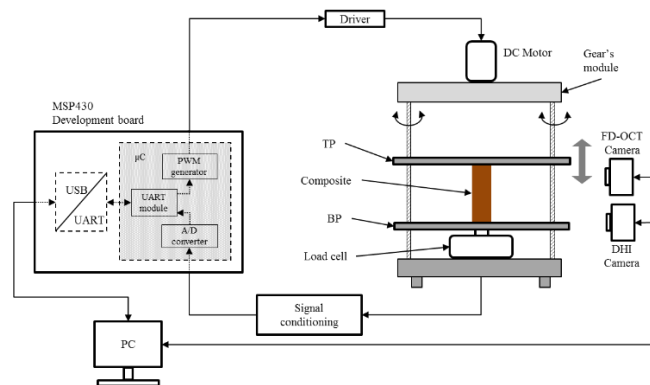 Driver
DC Motor
Gear's
module
MSP430
Development board
µC
PWM
generator
USB
UART
UART
module
A/D
converter
TP
Composite
BP
Load cell
FD-OCT
Camera
DHI
Camera
Signal
conditioning
PC